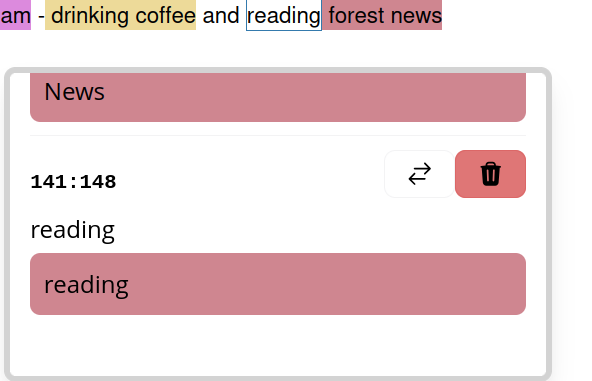 am - drinking coffee and reading forest news
News
141:148
reading
reading